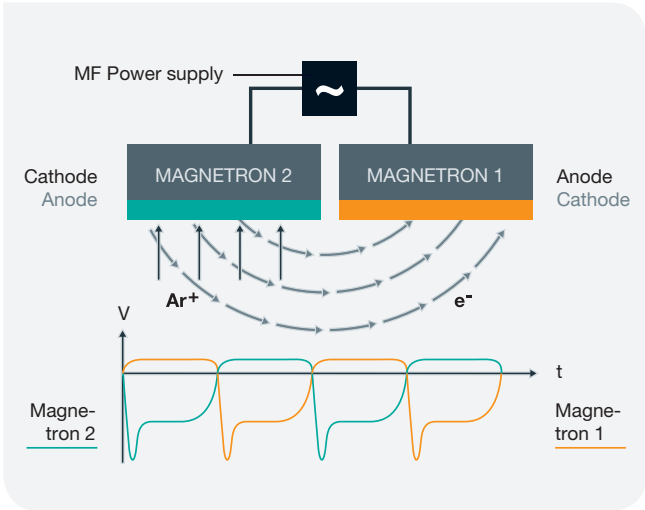 MF Power supply
~
Cathode
Anode
MAGNETRON 2
MAGNETRON 1
Anode
Cathode
Ar+
e-
V
t
Magne-
tron 2
Magne-
tron 1